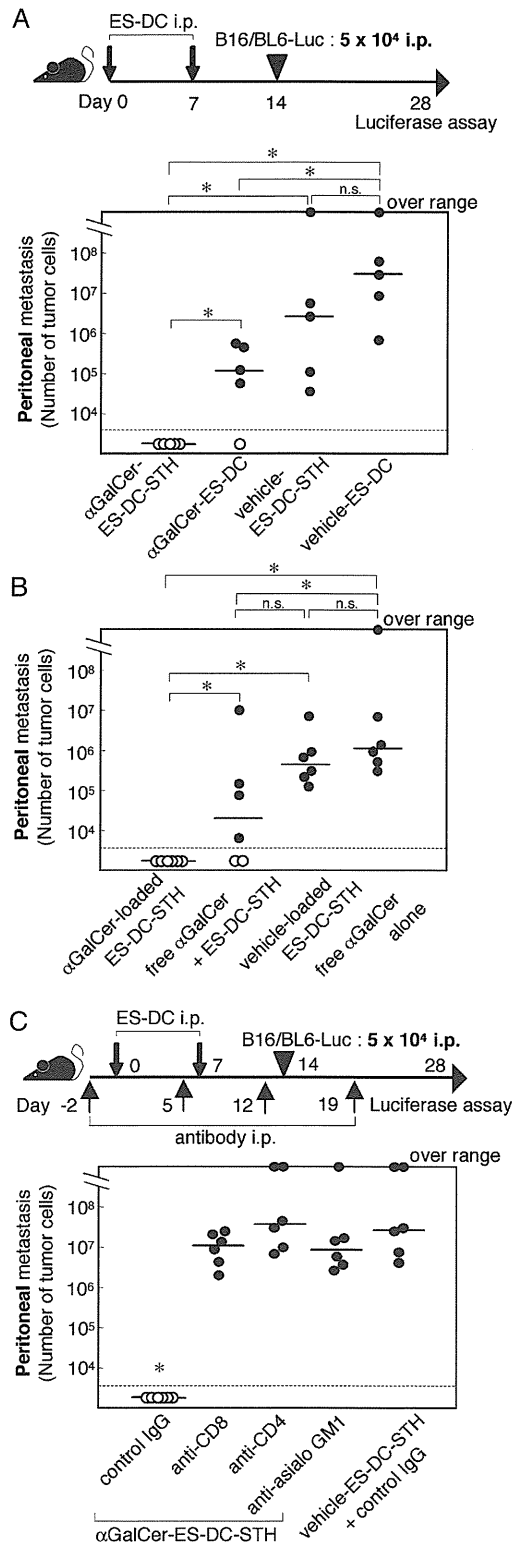 A
ES-DC i.p.
B16/BL6-Luc : 5 x 10⁴ i.p.
Day 0 7 14 28
Luciferase assay
*
*
* n.s.
over range
*
10⁸
10⁷
10⁶
10⁵
10⁴
Peritoneal metastasis
(Number of tumor cells)
αGalCer-
ES-DC-STH
αGalCer-ES-DC
vehicle-
ES-DC-STH
vehicle-ES-DC
B
*
*
n.s. n.s.
over range
*
*
10⁸
10⁷
10⁶
10⁵
10⁴
Peritoneal metastasis
(Number of tumor cells)
αGalCer-loaded
ES-DC-STH
free αGalCer
+ ES-DC-STH
vehicle-loaded
ES-DC-STH
free αGalCer
alone
C
ES-DC i.p.
B16/BL6-Luc : 5 x 10⁴ i.p.
0 7 14 28
Day -2 5 12 19 Luciferase assay
antibody i.p.
over range
10⁸
10⁷
10⁶
10⁵
10⁴
Peritoneal metastasis
(Number of tumor cells)
*
control IgG
anti-CD8
anti-CD4
anti-asialo GM1
vehicle-ES-DC-STH
+ control IgG
αGalCer-ES-DC-STH